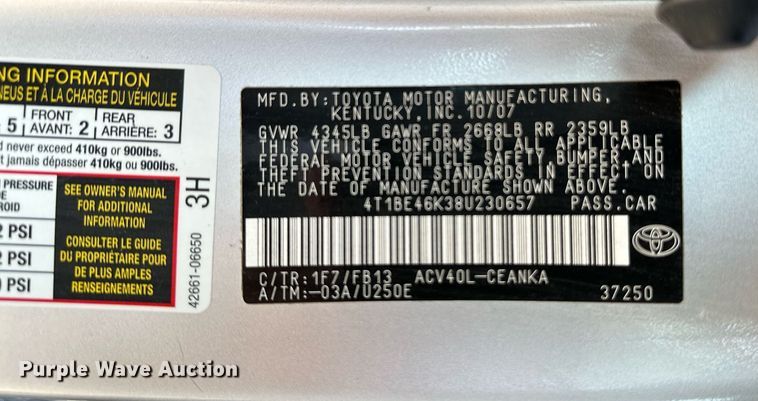 NG INFORMATION
NEUS ET À LA CHARGE DU VÉHICULE
5 FRONT AVANT: 2 REAR ARRIÈRE: 3
d never exceed 410kg or 900lbs.
t jamais dépasser 410kg ou 900lbs.
PRESSURE
ROID
PSI
PSI
PSI
SEE OWNER'S MANUAL
FOR ADDITIONAL
INFORMATION
CONSULTER LE GUIDE
DU PROPRIÉTAIRE POUR
DE PLUS AMPLES
RENSEIGNEMENTS
3H
42661-06650
MFD.BY:TOYOTA MOTOR MANUFACTURING,
KENTUCKY,INC.10/07
GVWR 4345LB GAWR FR 2668LB RR 2359LB
THIS VEHICLE CONFORMS TO ALL APPLICABLE
FEDERAL MOTOR VEHICLE SAFETY,BUMPER,AND
THEFT PREVENTION STANDARDS IN EFFECT ON
THE DATE OF MANUFACTURE SHOWN ABOVE.
4T1BE46K38U230657 PASS.CAR
C/TR:1F7/FB13 ACV40L-CEANKA
A/TM:-03A/U250E 37250
Purple Wave Auction